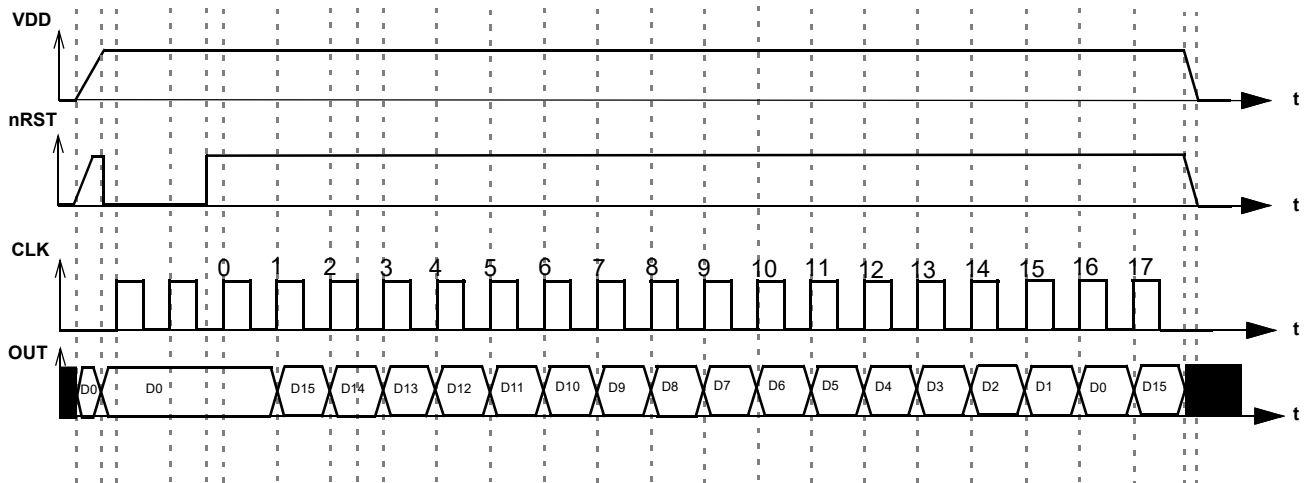 VDD
t
nRST
t
CLK
0 1 2 3 4 5 6 7 8 9 10 11 12 13 14 15 16 17
t
OUT
D0 D0 D15 D14 D13 D12 D11 D10 D9 D8 D7 D6 D5 D4 D3 D2 D1 D0 D15
t